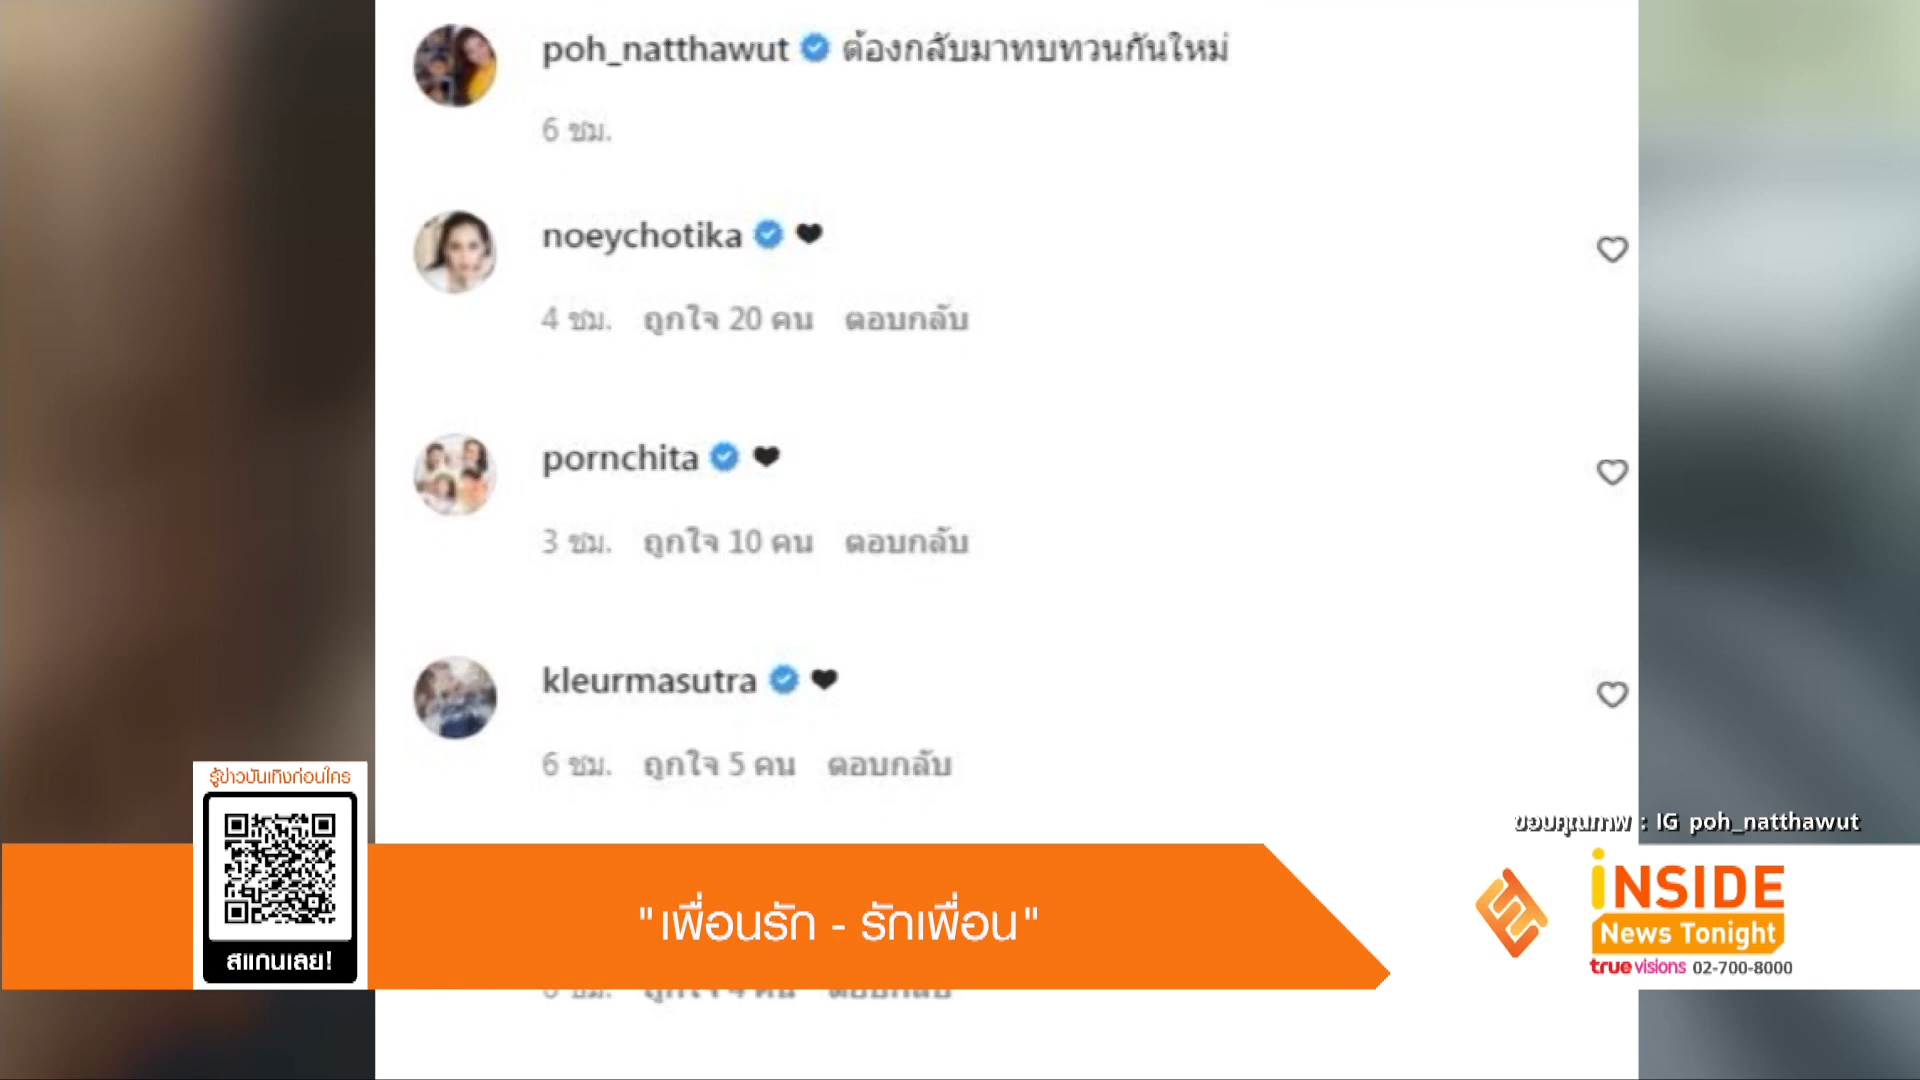 poh_natthawut ต้องกลับมาทบทวนกันใหม่
6 ชม.
noeychotika
4 ชม. ถูกใจ 20 คน ตอบกลับ
pornchita
3 ชม. ถูกใจ 10 คน ตอบกลับ
kleurmasutra
6 ชม. ถูกใจ 5 คน ตอบกลับ
รู้ข่าวบันเทิงก่อนใคร
สแกนเลย!
ขอบคุณภาพ : IG poh_natthawut
"เพื่อนรัก - รักเพื่อน"
iNSIDE
News Tonight
truevisions 02-700-8000